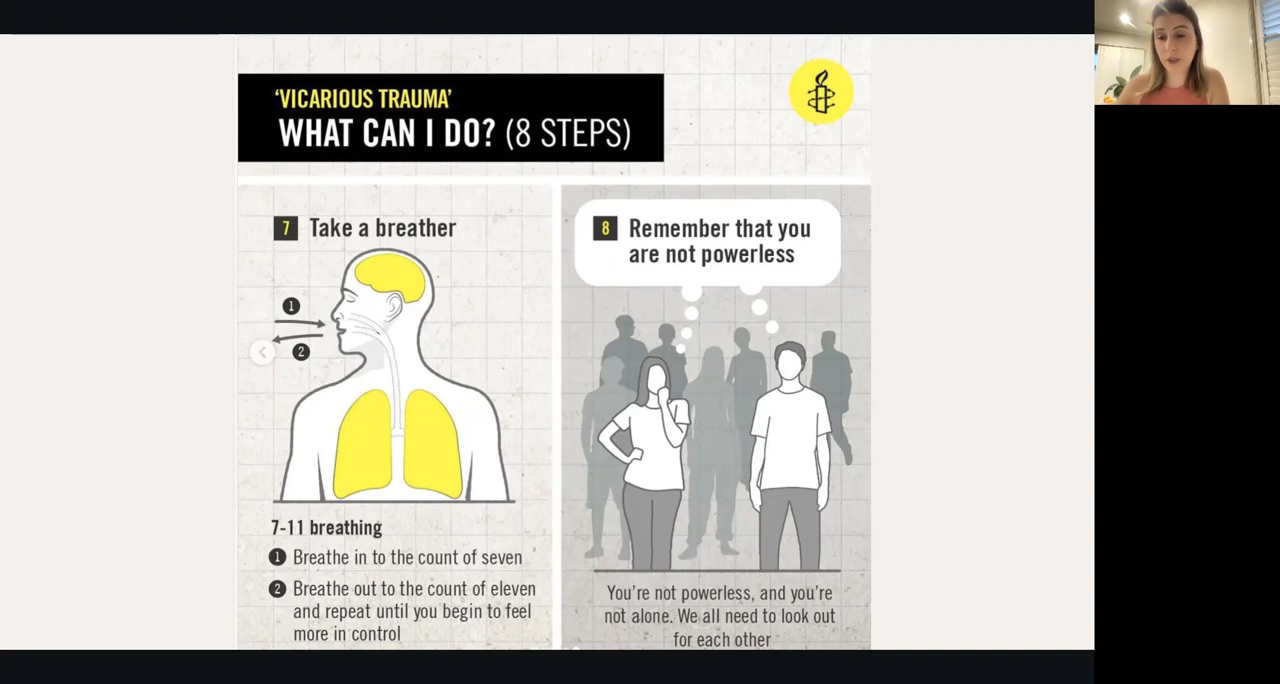 ‘VICARIOUS TRAUMA’
WHAT CAN I DO? (8 STEPS)
7 Take a breather
1
2
7-11 breathing
1 Breathe in to the count of seven
2 Breathe out to the count of eleven
and repeat until you begin to feel
more in control
8 Remember that you
are not powerless
You’re not powerless, and you’re
not alone. We all need to look out
for each other